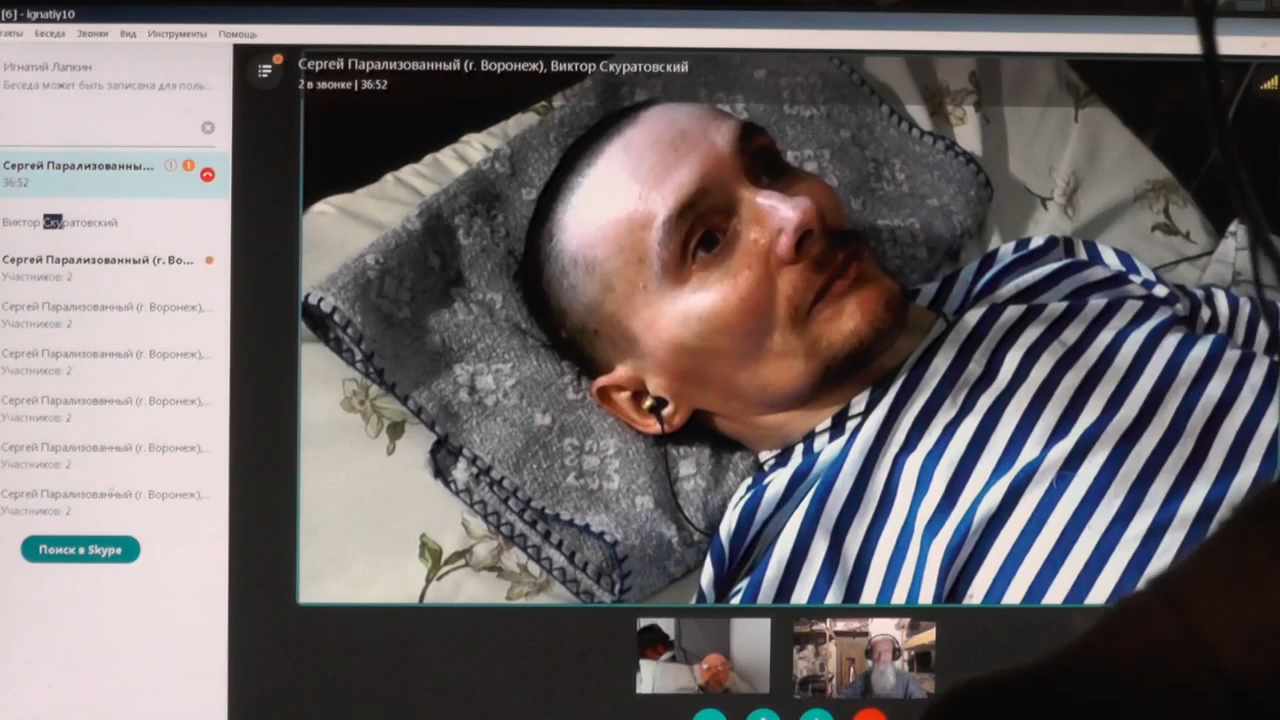 [6] - ignatiy10
такты Беседа Звонки Вид Инструменты Помощь
Игнатий Лапкин
Беседа может быть записана для поль...
Сергей Парализованны...
1
36:52
Виктор Скуратовский
Сергей Парализованный (г. Во...
Участников: 2
Сергей Парализованный (г. Воронеж),...
Участников: 2
Сергей Парализованный (г. Воронеж),...
Участников: 2
Сергей Парализованный (г. Воронеж),...
Участников: 2
Сергей Парализованный (г. Воронеж),...
Участников: 2
Сергей Парализованный (г. Воронеж),...
Участников: 2
Поиск в Skype
Сергей Парализованный (г. Воронеж), Виктор Скуратовский
2 в звонке | 36:52